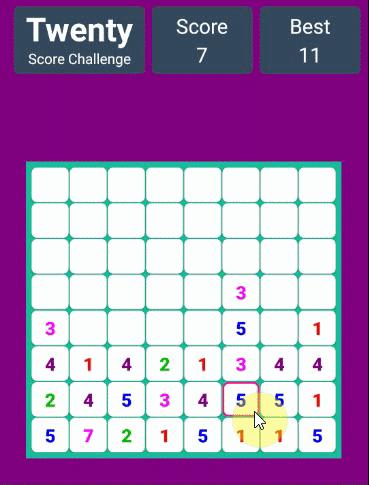 Twenty
Score Challenge
Score
7
Best
11
3
3 5 1
4 1 4 2 1 3 4 4
2 4 5 3 4 5 5 1
5 7 2 1 5 1 1 5